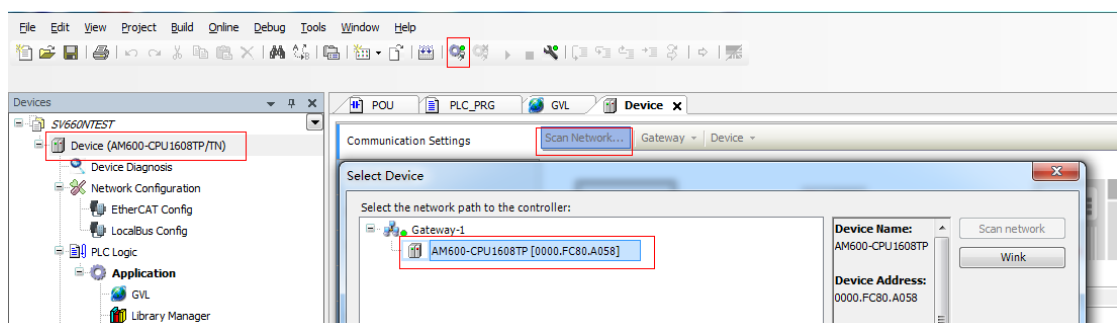 File Edit View Project Build Online Debug Tools Window Help
Devices
POU PLC_PRG GVL Device
SV660NTEST
Device (AM600-CPU1608TP/TN)
Communication Settings
Scan Network... Gateway Device
Device Diagnosis
Network Configuration
EtherCAT Config
LocalBus Config
PLC Logic
Application
GVL
Library Manager
Select Device
Select the network path to the controller:
Gateway-1
AM600-CPU1608TP [0000.FC80.A058]
Device Name:
AM600-CPU1608TP
Device Address:
0000.FC80.A058
Scan network
Wink